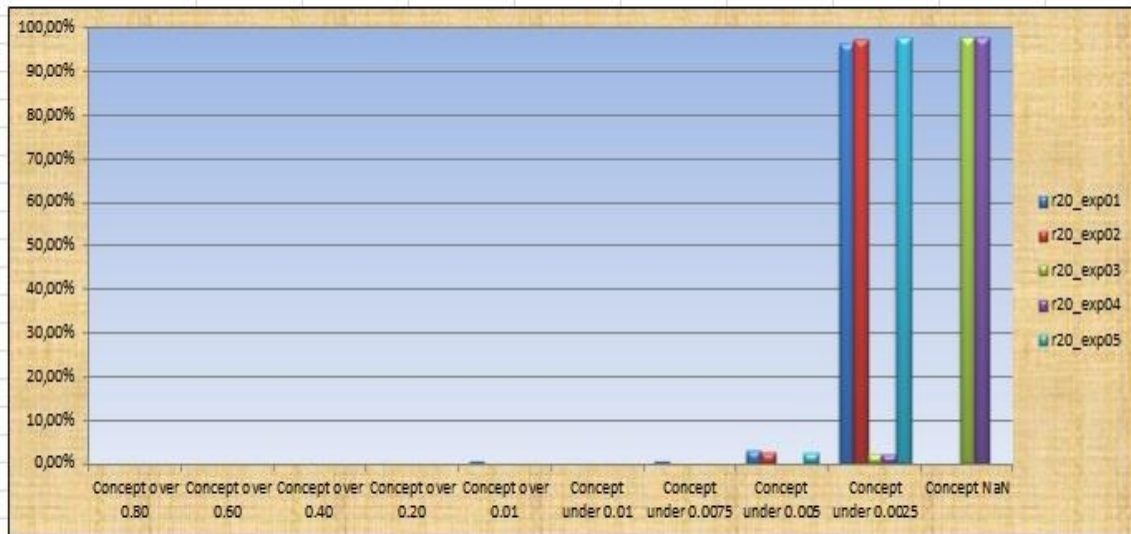 100,00%
90,00%
80,00%
70,00%
60,00%
50,00%
40,00%
30,00%
20,00%
10,00%
0,00%
Concept over
0.80
Concept over
0.60
Concept over
0.40
Concept over
0.20
Concept over
0.01
Concept
under 0.01
Concept
under 0.0075
Concept
under 0.005
Concept
under 0.0025
Concept NaN
r20_exp01
r20_exp02
r20_exp03
r20_exp04
r20_exp05